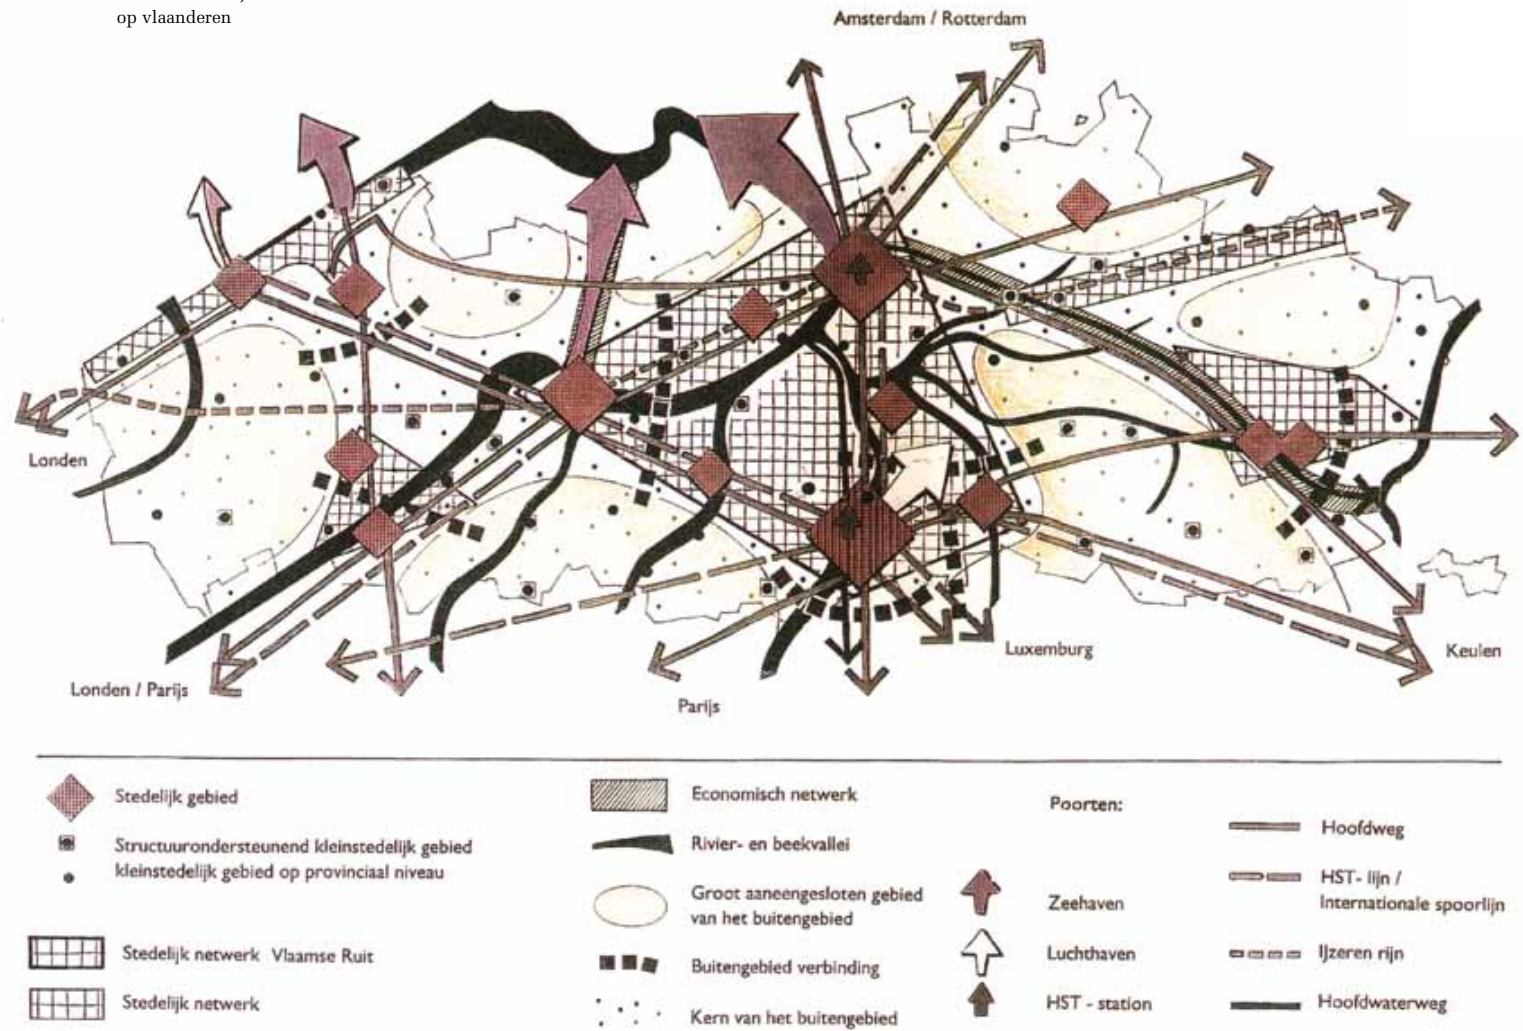 op vlaanderen
Amsterdam / Rotterdam
Londen
Londen / Parijs
Parijs
Luxemburg
Keulen
Stedelijk gebied
Structuurondersteunend kleinstedelijk gebied
kleinstedelijk gebied op provinciaal niveau
Stedelijk netwerk Vlaamse Ruit
Stedelijk netwerk
Economisch netwerk
Rivier- en beekvallei
Groot aaneengesloten gebied
van het buitengebied
Buitengebied verbinding
Kern van het buitengebied
Poorten:
Zeehaven
Luchthaven
HST - station
Hoofdweg
HST- lijn /
Internationale spoorlijn
IJzeren rijn
Hoofdwaterweg